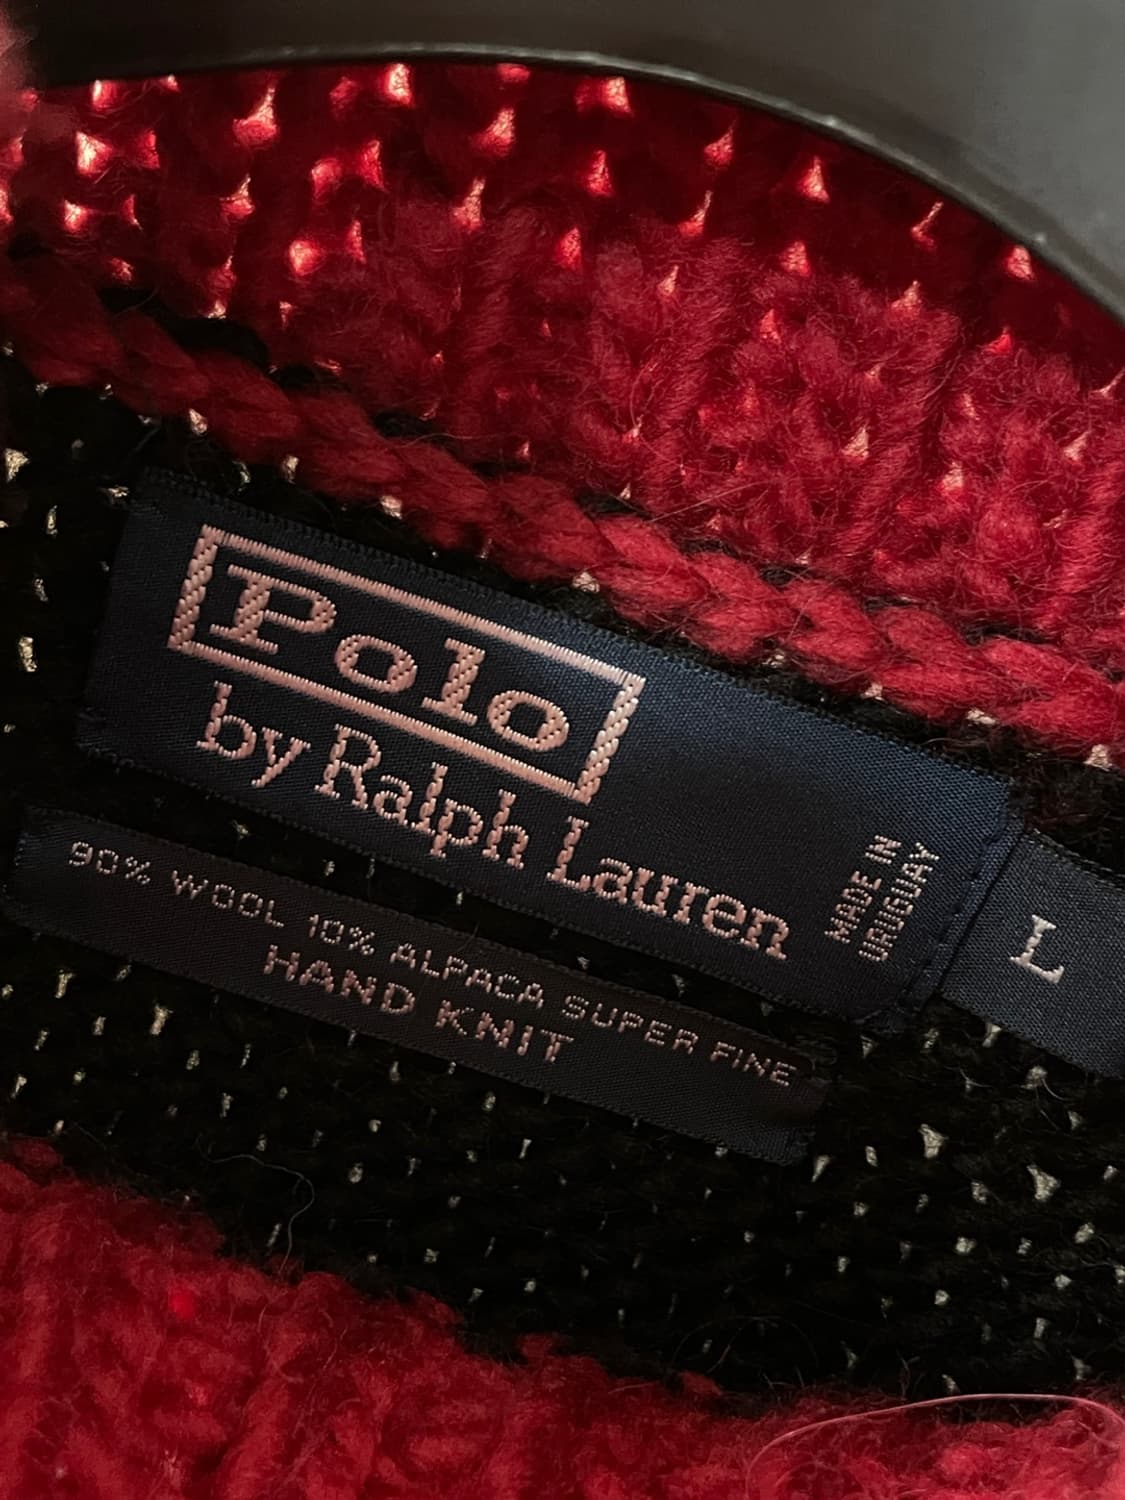 Polo
by Ralph Lauren
MADE IN
URUGUAY
L
90% WOOL 10% ALPACA SUPER FINE
HAND KNIT